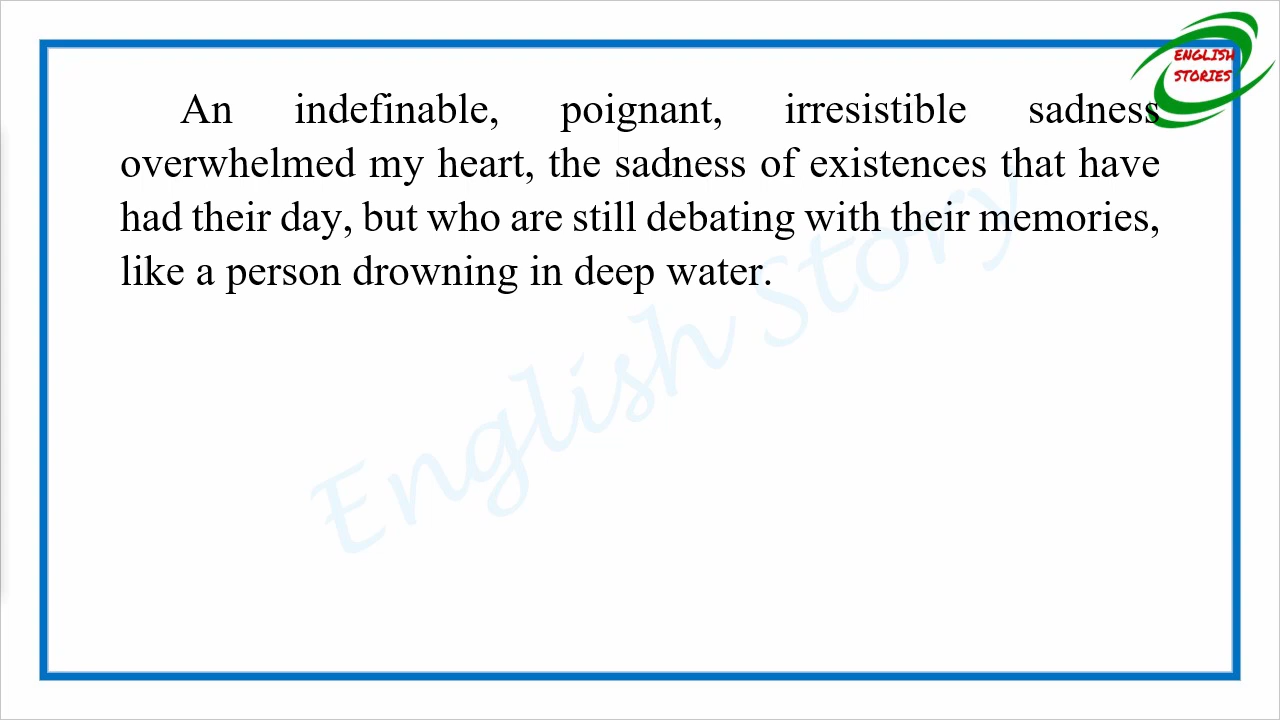 ENGLISH
STORIES
An indefinable, poignant, irresistible sadness
overwhelmed my heart, the sadness of existences that have
had their day, but who are still debating with their memories,
like a person drowning in deep water.
English Story